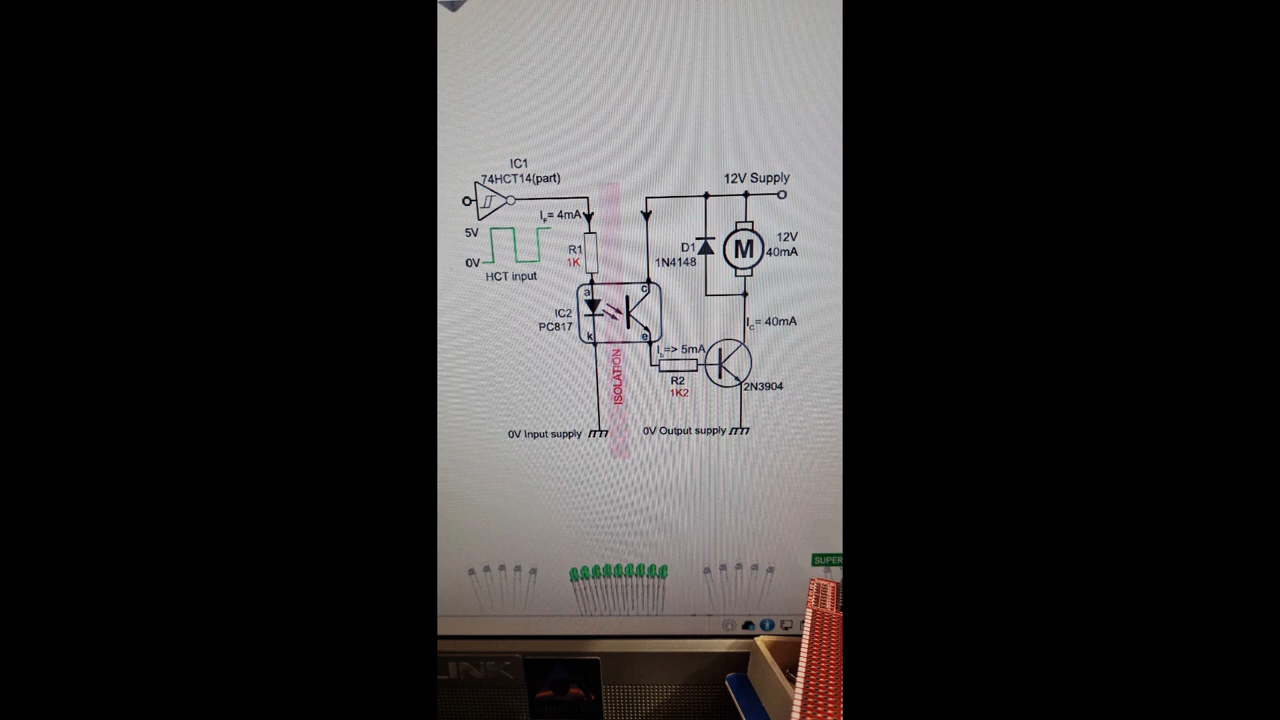 IC1
74HCT14(part)
12V Supply
IF= 4mA
5V
0V
HCT input
R1
1K
D1
1N4148
M
12V
40mA
a
c
IC2
PC817
k
e
IC= 40mA
Ib=> 5mA
R2
1K2
2N3904
ISOLATION
0V Input supply
0V Output supply
SUPER
LINK